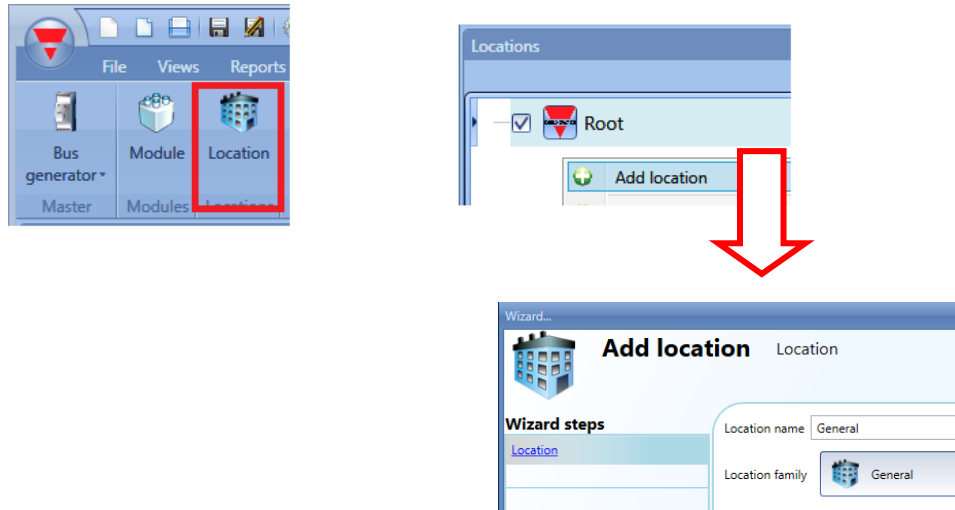 File Views Reports
Bus
generator
Module
Location
Master
Modules
Locations
Locations
Root
Add location
Wizard...
Add location Location
Wizard steps
Location
Location name General
Location family General